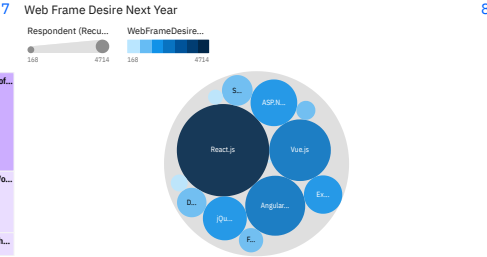 7 Web Frame Desire Next Year 8
Respondent (Recu... WebFrameDesire...
168 4714 168 4714
of...
S...
ASP.N...
React.js Vue.js
/o...
Ex...
D... Angular...
jQu...
F...
n...